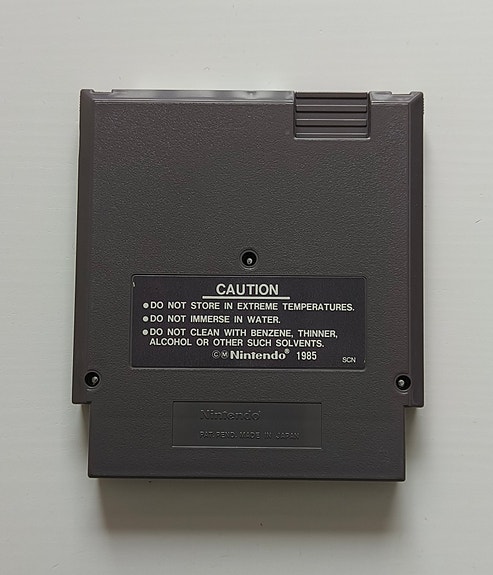 CAUTION
●DO NOT STORE IN EXTREME TEMPERATURES.
●DO NOT IMMERSE IN WATER.
●DO NOT CLEAN WITH BENZENE, THINNER,
ALCOHOL OR OTHER SUCH SOLVENTS.
©Ⓜ Nintendo® 1985 SCN
Nintendo®
PAT. PEND. MADE IN JAPAN